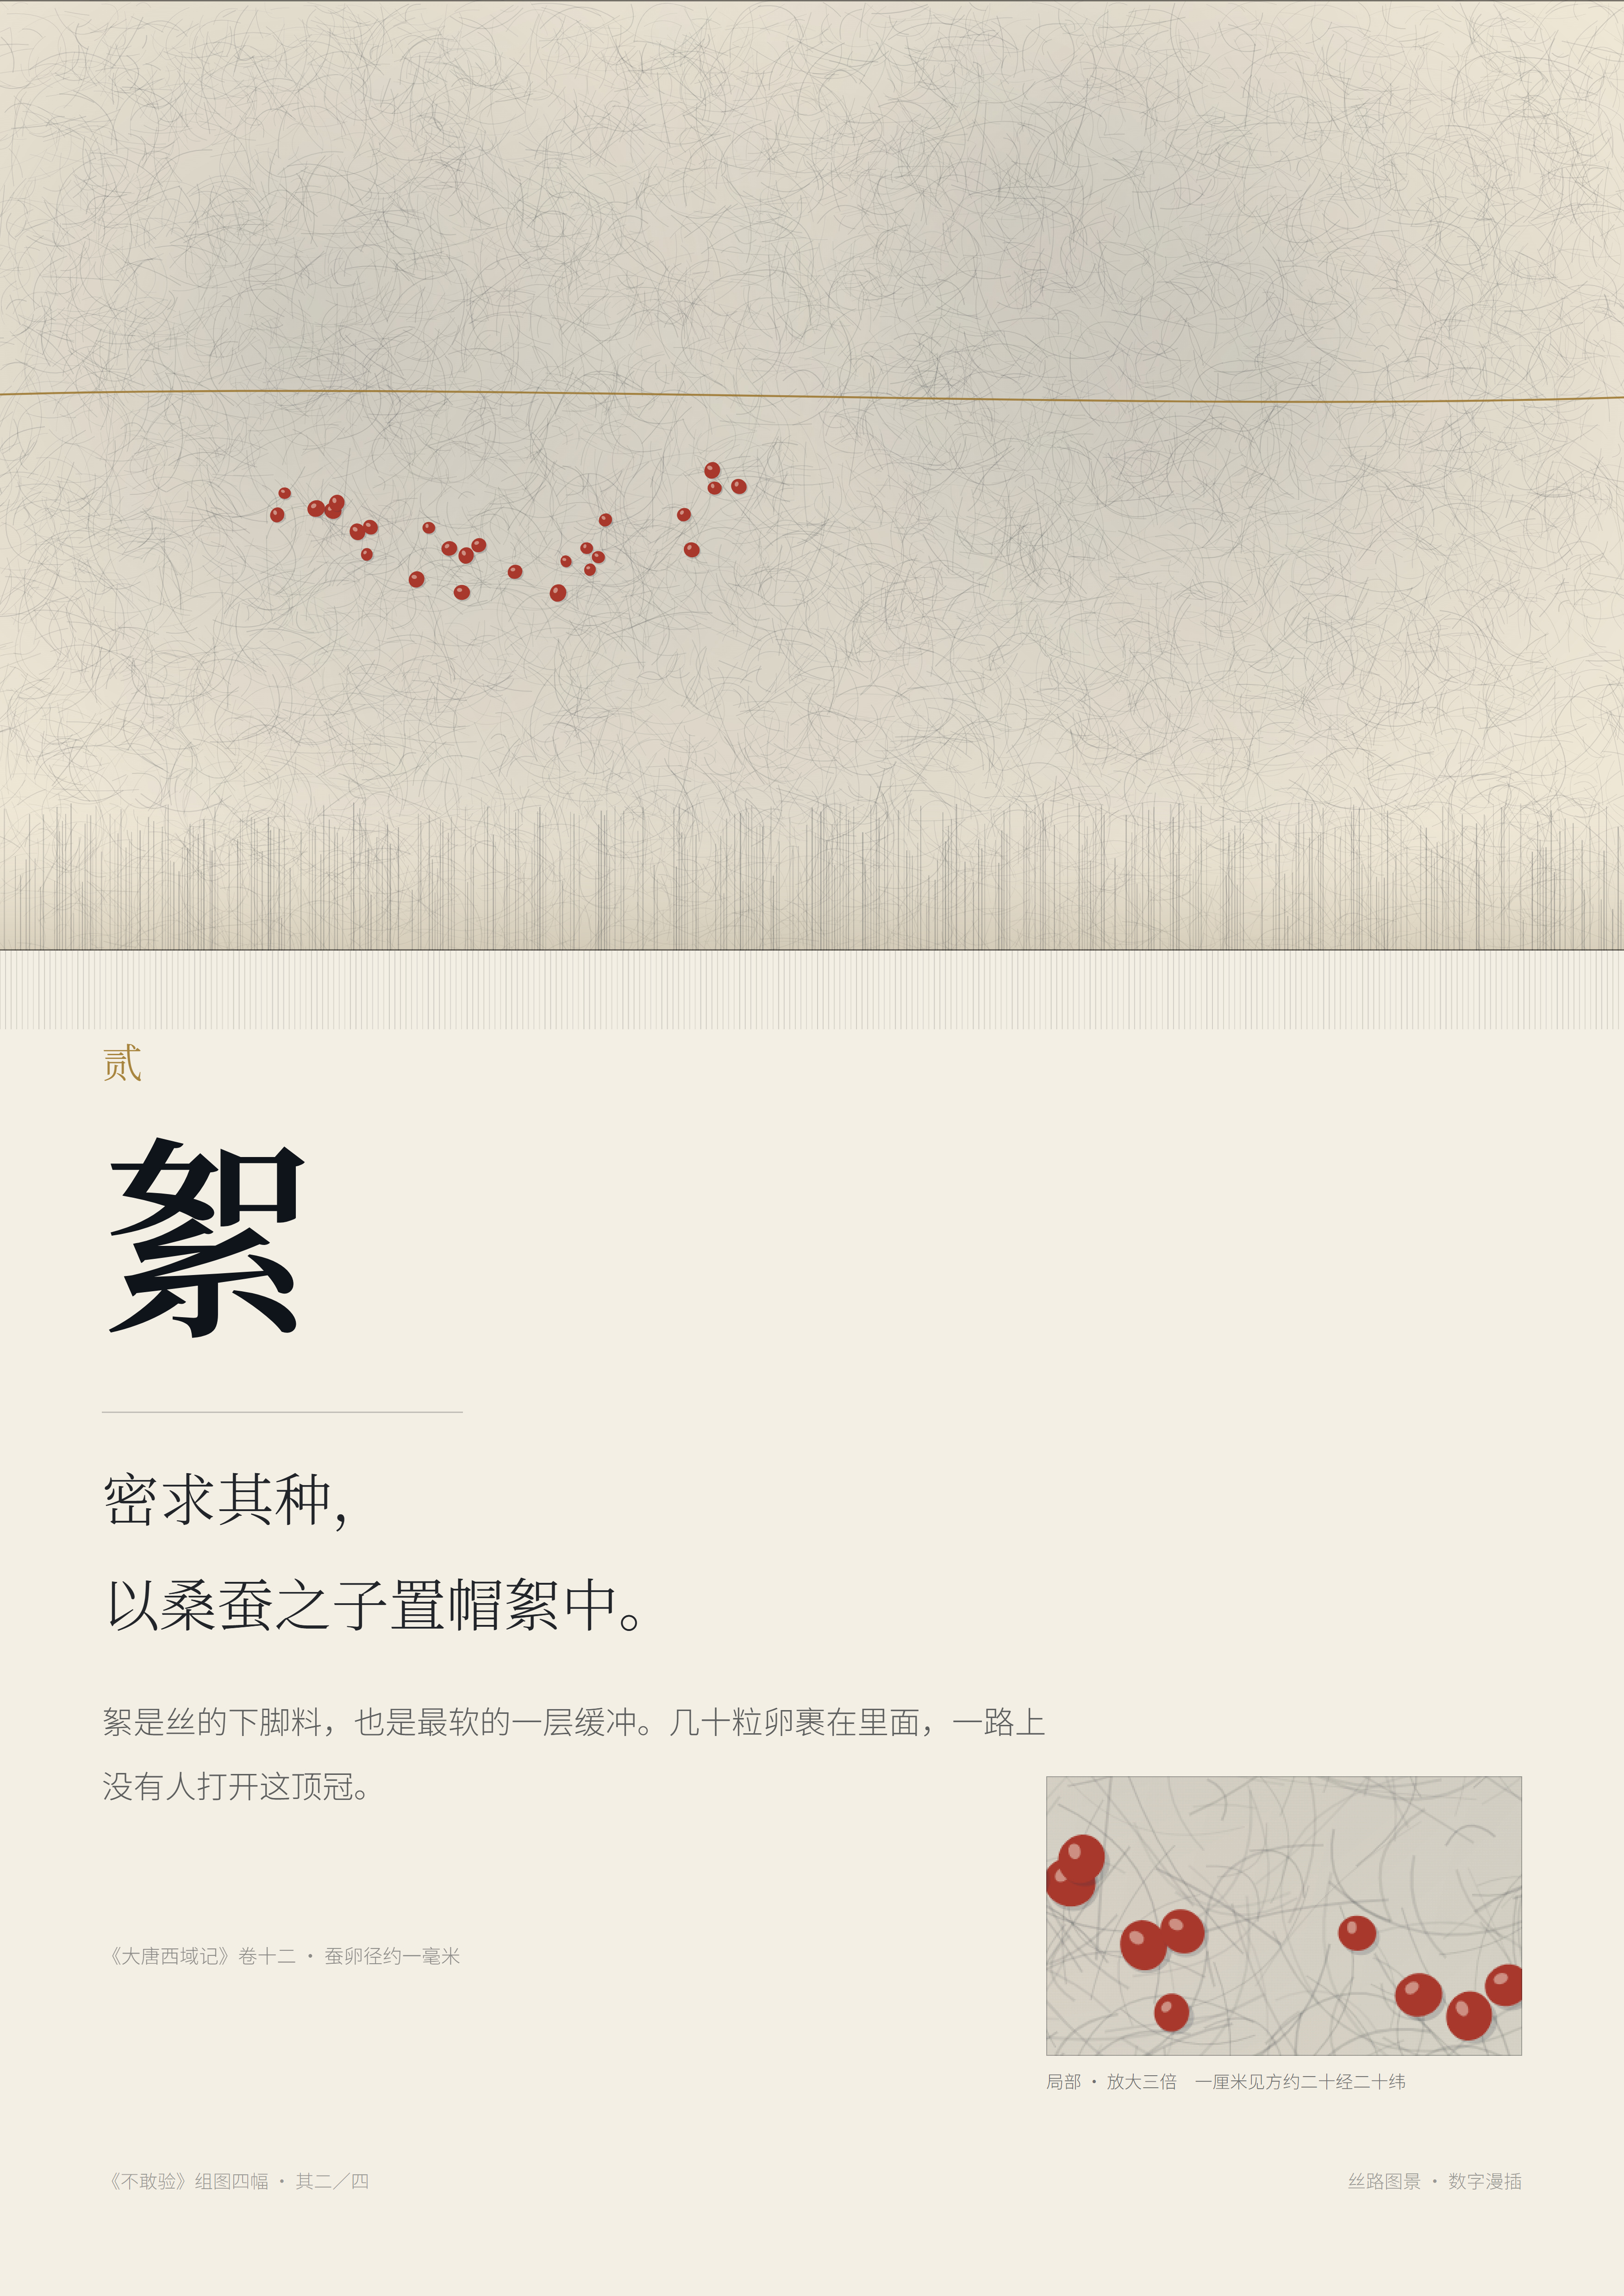 贰
絮
密求其种，
以桑蚕之子置帽絮中。
絮是丝的下脚料，也是最软的一层缓冲。几十粒卵裹在里面，一路上
没有人打开这顶冠。
《大唐西域记》卷十二 · 蚕卵径约一毫米
局部 · 放大三倍　一厘米见方约二十经二十纬
《不敢验》组图四幅 · 其二／四
丝路图景 · 数字漫插